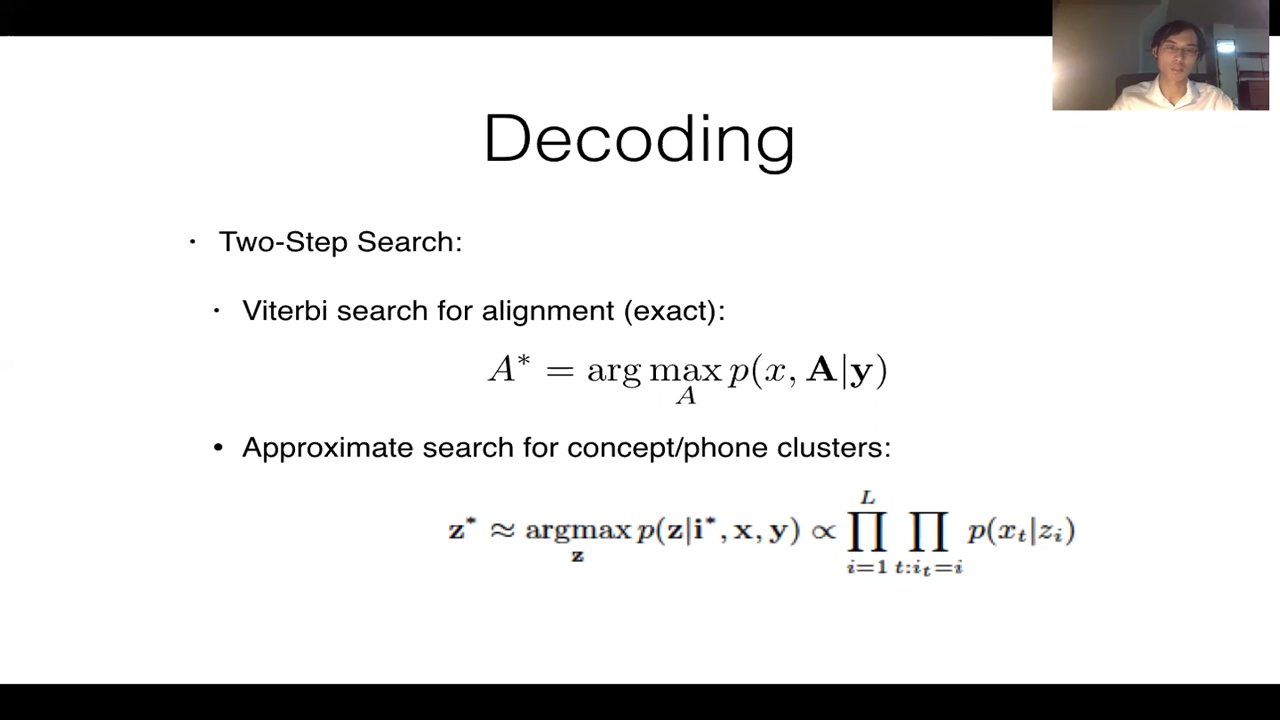 Decoding
· Two-Step Search:
· Viterbi search for alignment (exact):
A* = arg max_A p(x, A|y)
• Approximate search for concept/phone clusters:
z* ≈ argmax_z p(z|i*, x, y) ∝ ∏_{i=1}^{L} ∏_{t:i_t=i} p(x_t|z_i)